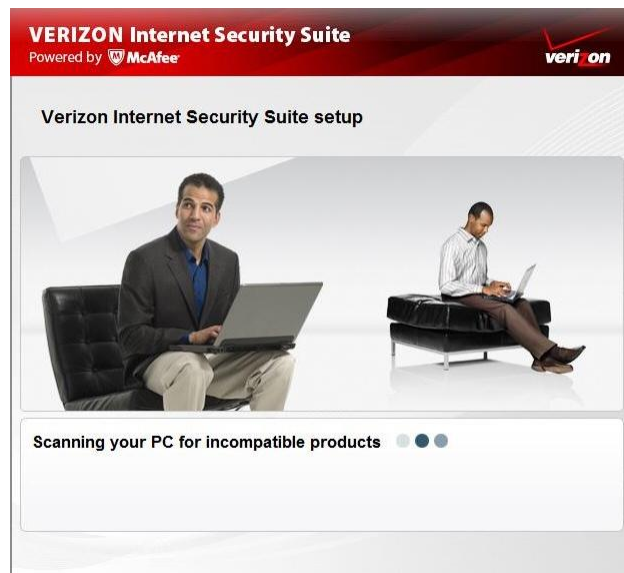 VERIZON Internet Security Suite
Powered by McAfee
verizon
Verizon Internet Security Suite setup
Scanning your PC for incompatible products